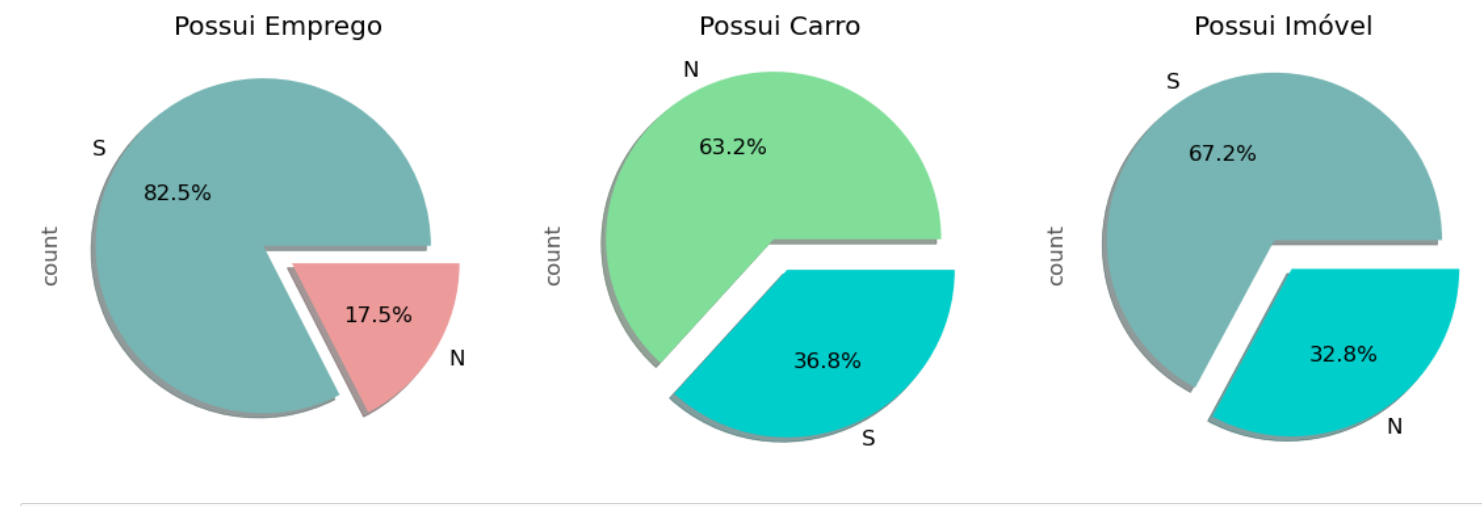 Possui Emprego
S
82.5%
17.5%
N
count
Possui Carro
N
63.2%
36.8%
S
count
Possui Imóvel
S
67.2%
32.8%
N
count